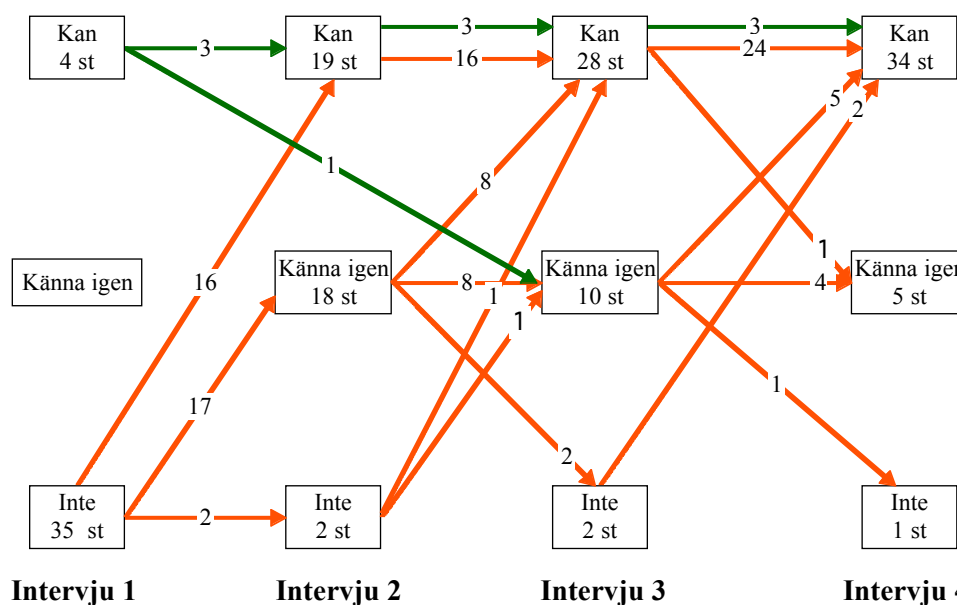 Kan
4 st
3
Kan
19 st
3
16
Kan
28 st
3
24
Kan
34 st
1
8
5
2
16
Känna igen
Känna igen
18 st
8
1
1
Känna igen
10 st
1
4
Känna igen
5 st
17
2
1
Inte
35 st
2
Inte
2 st
Inte
2 st
Inte
1 st
Intervju 1
Intervju 2
Intervju 3
Intervju 4